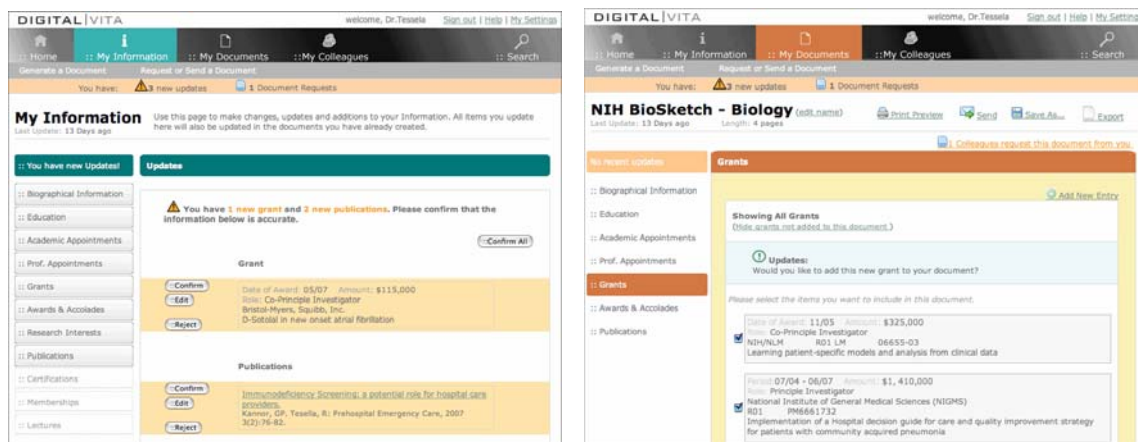 DIGITAL|VITA
welcome, Dr.Tessela Sign out | Help | My Settings
:: Home :: My Information :: My Documents ::My Colleagues :: Search
Generate a Document Request or Send a Document
You have: 3 new updates 1 Document Requests
My Information
Last Update: 13 Days ago
Use this page to make changes, updates and additions to your Information. All items you update
here will also be updated in the documents you have already created.
:: You have new Updates!
:: Biographical Information
:: Education
:: Academic Appointments
:: Prof. Appointments
:: Grants
:: Awards & Accolades
:: Research Interests
:: Publications
:: Certifications
:: Memberships
:: Lectures
Updates
You have 1 new grant and 2 new publications. Please confirm that the
information below is accurate.
::Confirm All
Grant
::Confirm
::Edit
::Reject
Date of Award: 05/07 Amount: $115,000
Role: Co-Principle Investigator
Bristol-Myers, Squibb, Inc.
D-Sotolal in new onset atrial fibrillation
Publications
::Confirm
::Edit
::Reject
Immunodeficiency Screening: a potential role for hospital care
providers.
Kannor, GP. Tesella, R: Prehospital Emergency Care, 2007
3(2):76-82.
DIGITAL|VITA
welcome, Dr.Tessela Sign out | Help | My Setting
:: Home :: My Information :: My Documents ::My Colleagues :: Search
Generate a Document Request or Send a Document
You have: 3 new updates 1 Document Requests
NIH BioSketch - Biology (edit name)
Last Update: 13 Days ago Length: 4 pages
Print Preview Send Save As... Export
1 Colleagues request this document from you
No recent updates
:: Biographical Information
:: Education
:: Academic Appointments
:: Prof. Appointments
:: Grants
:: Awards & Accolades
:: Publications
Grants
Add New Entry
Showing All Grants
(Hide grants not added to this document.)
Updates:
Would you like to add this new grant to your document?
Please select the items you want to include in this document.
Date of Award: 11/05 Amount: $325,000
Role: Co-Principle Investigator
NIH/NLM R01 LM 06655-03
Learning patient-specific models and analysis from clinical data
Period:07/04 - 06/07 Amount: $1, 410,000
Role: Principle Investigator
National Institute of General Medical Sciences (NIGMS)
R01 PM6661732
Implementation of a Hospital decision guide for care and quality improvement strategy
for patients with community acquired pneumonia